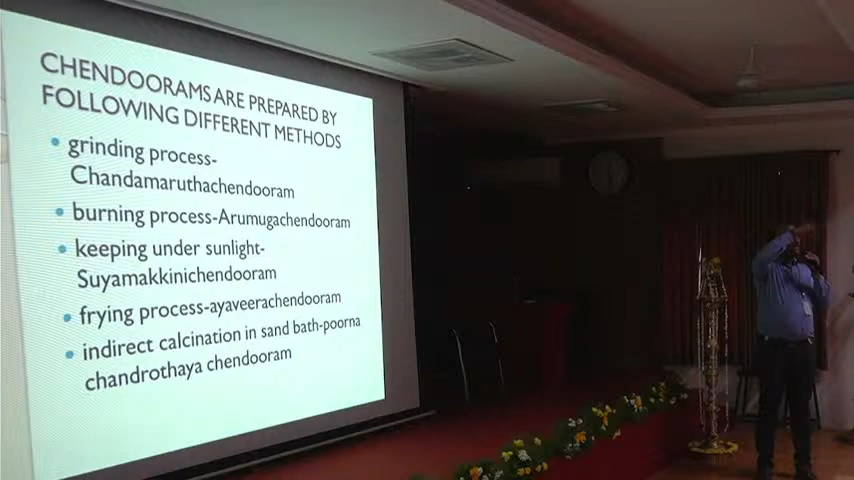 CHENDOORAMS ARE PREPARED BY
FOLLOWING DIFFERENT METHODS
• grinding process-
Chandamaruthachendooram
• burning process-Arumugachendooram
• keeping under sunlight-
Suyamakkinichendooram
• frying process-ayaveerachendooram
• indirect calcination in sand bath-poorna
chandrothaya chendooram